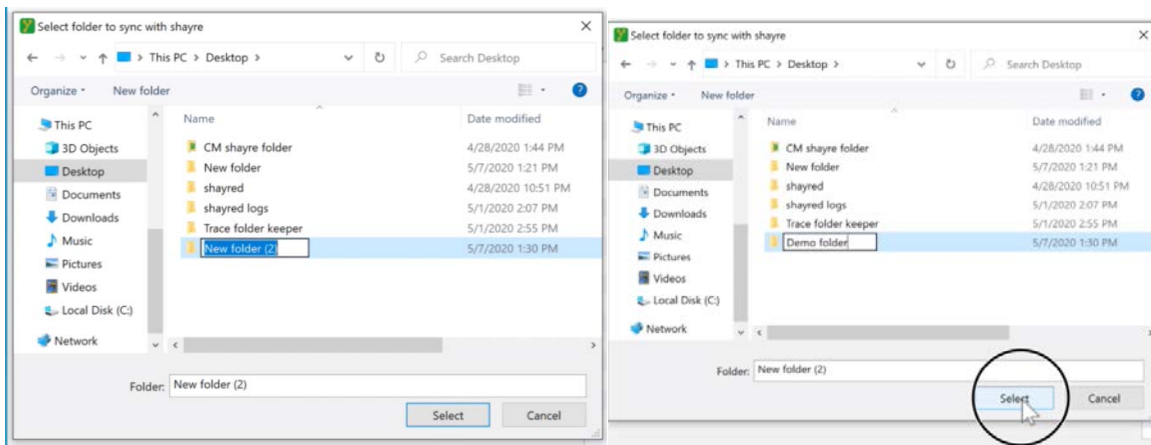 Select folder to sync with shayre
This PC > Desktop >
Search Desktop
Organize
New folder
This PC
3D Objects
Desktop
Documents
Downloads
Music
Pictures
Videos
Local Disk (C:)
Network
Name Date modified
CM shayre folder 4/28/2020 1:44 PM
New folder 5/7/2020 1:21 PM
shayred 4/28/2020 10:51 PM
shayred logs 5/1/2020 2:07 PM
Trace folder keeper 5/1/2020 2:55 PM
New folder (2) 5/7/2020 1:30 PM
Folder: New folder (2)
Select Cancel
Select folder to sync with shayre
This PC > Desktop >
Search Desktop
Organize
New folder
This PC
3D Objects
Desktop
Documents
Downloads
Music
Pictures
Videos
Local Disk (C:)
Network
Name Date modified
CM shayre folder 4/28/2020 1:44 PM
New folder 5/7/2020 1:21 PM
shayred 4/28/2020 10:51 PM
shayred logs 5/1/2020 2:07 PM
Trace folder keeper 5/1/2020 2:55 PM
Demo folder 5/7/2020 1:30 PM
Folder: New folder (2)
Select Cancel